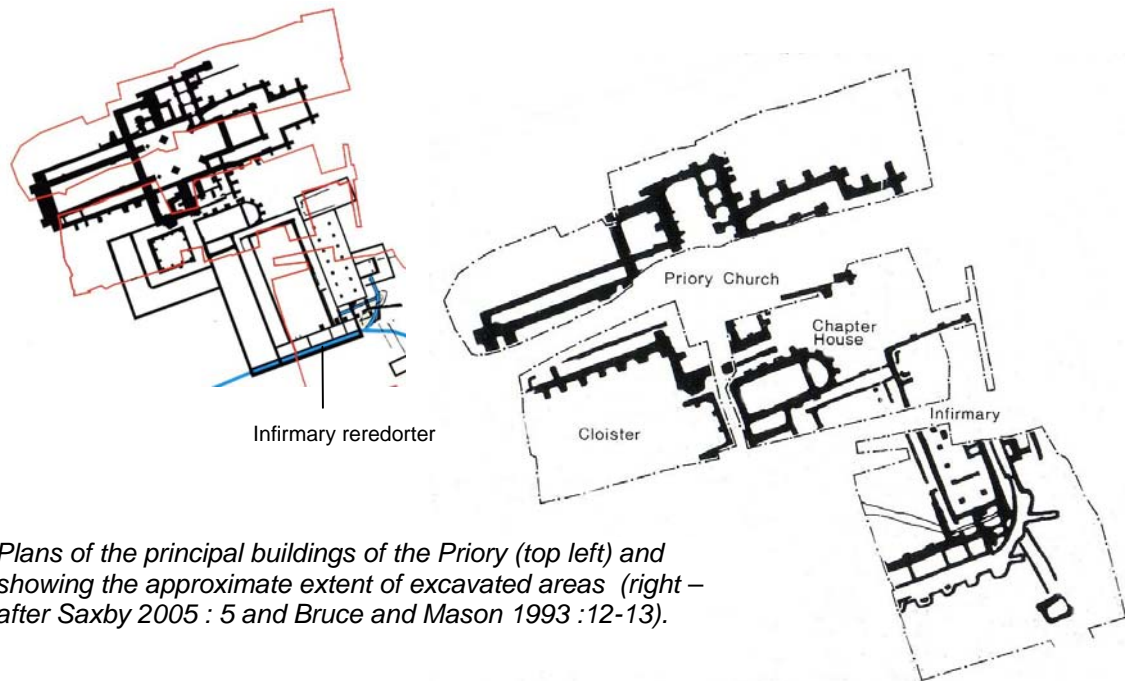 Priory Church
Chapter
House
Infirmary
Cloister
Infirmary reredorter
Plans of the principal buildings of the Priory (top left) and
showing the approximate extent of excavated areas (right –
after Saxby 2005 : 5 and Bruce and Mason 1993 :12-13).